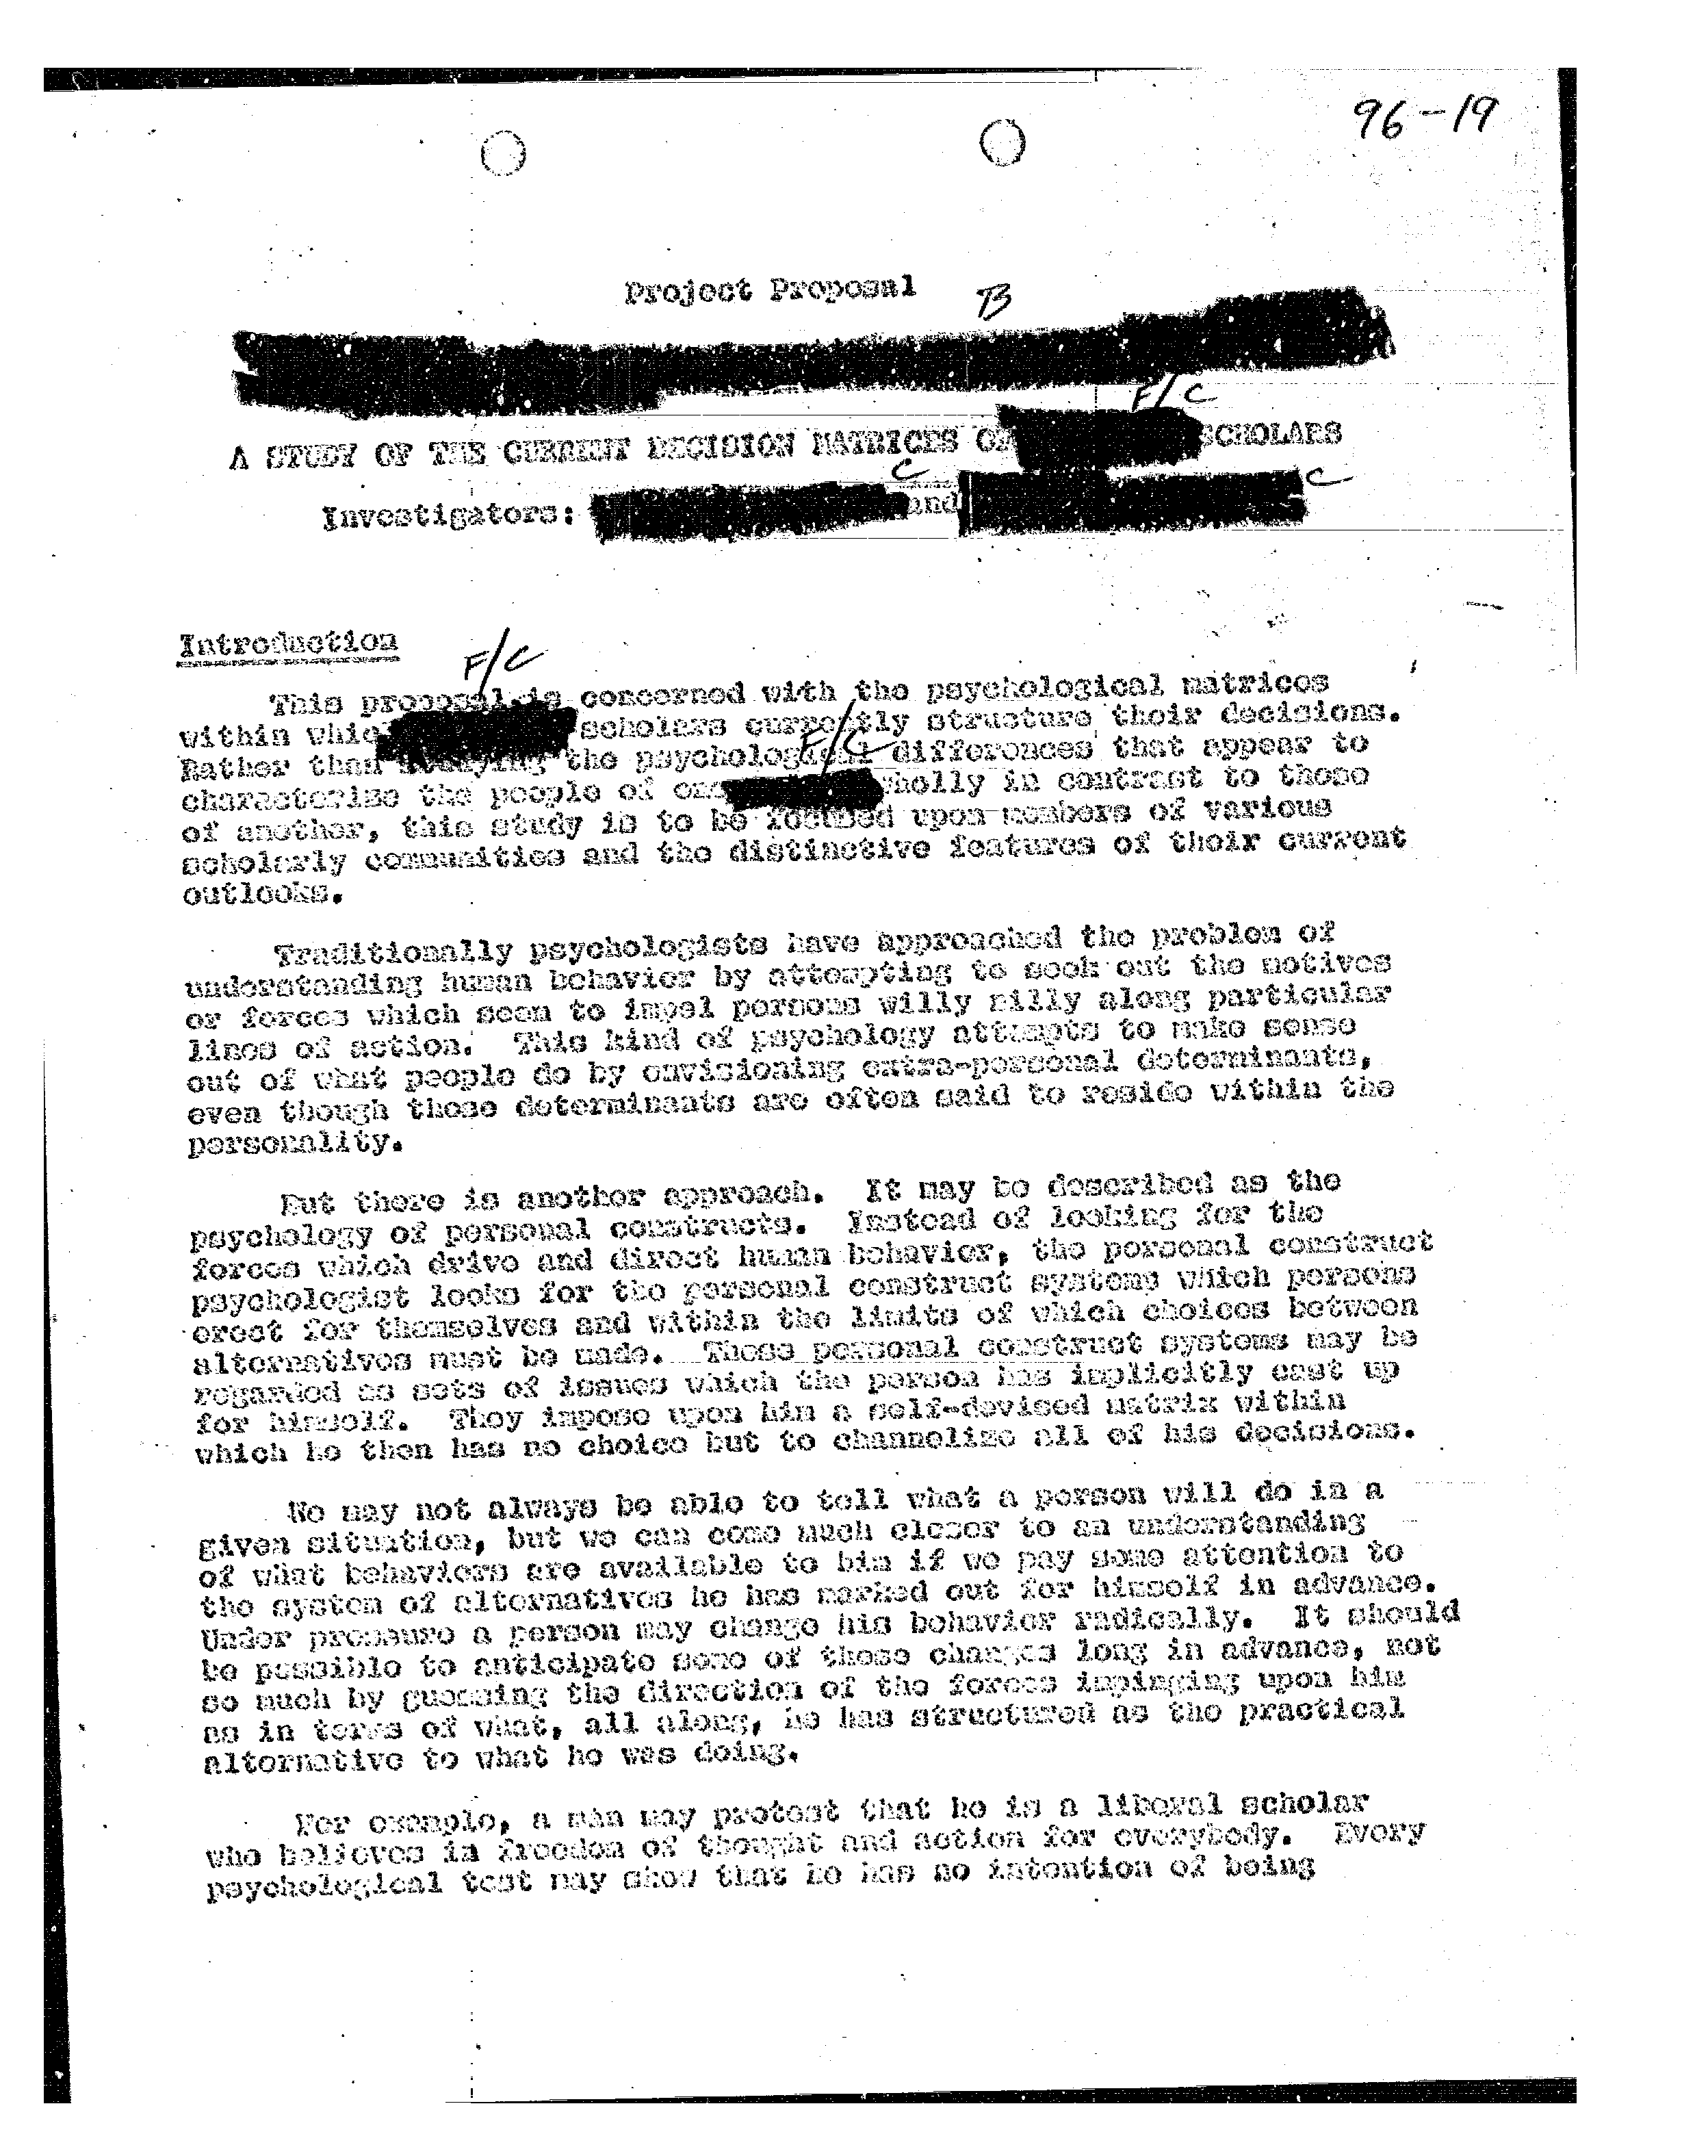 96-19
Project Proposal
B
F/C
A STUDY OF THE CURRENT DECISION MATRICES OF SCHOLARS
C
C
Investigators: and
Introduction
F/C
This proposal is concerned with the psychological matrices
within which scholars currently structure their decisions.
F/C
Rather than studying the psychological differences that appear to
characterize the people of one wholly in contrast to those
of another, this study is to be focused upon members of various
scholarly communities and the distinctive features of their current
outlooks.
Traditionally psychologists have approached the problem of
understanding human behavior by attempting to seek out the motives
or forces which seem to impel persons willy nilly along particular
lines of action. This kind of psychology attempts to make sense
out of what people do by envisioning extra-personal determinants,
even though those determinants are often said to reside within the
personality.
But there is another approach. It may be described as the
psychology of personal constructs. Instead of looking for the
forces which drive and direct human behavior, the personal construct
psychologist looks for the personal construct systems which persons
erect for themselves and within the limits of which choices between
alternatives must be made. These personal construct systems may be
regarded as sets of issues which the person has implicitly cast up
for himself. They impose upon him a self-devised matrix within
which he then has no choice but to channelize all of his decisions.
We may not always be able to tell what a person will do in a
given situation, but we can come much closer to an understanding
of what behaviors are available to him if we pay some attention to
the system of alternatives he has marked out for himself in advance.
Under pressure a person may change his behavior radically. It should
be possible to anticipate some of these changes long in advance, not
so much by guessing the direction of the forces impinging upon him
as in terms of what, all along, he has structured as the practical
alternative to what he was doing.
For example, a man may protest that he is a liberal scholar
who believes in freedom of thought and action for everybody. Every
psychological test may show that he has no intention of being